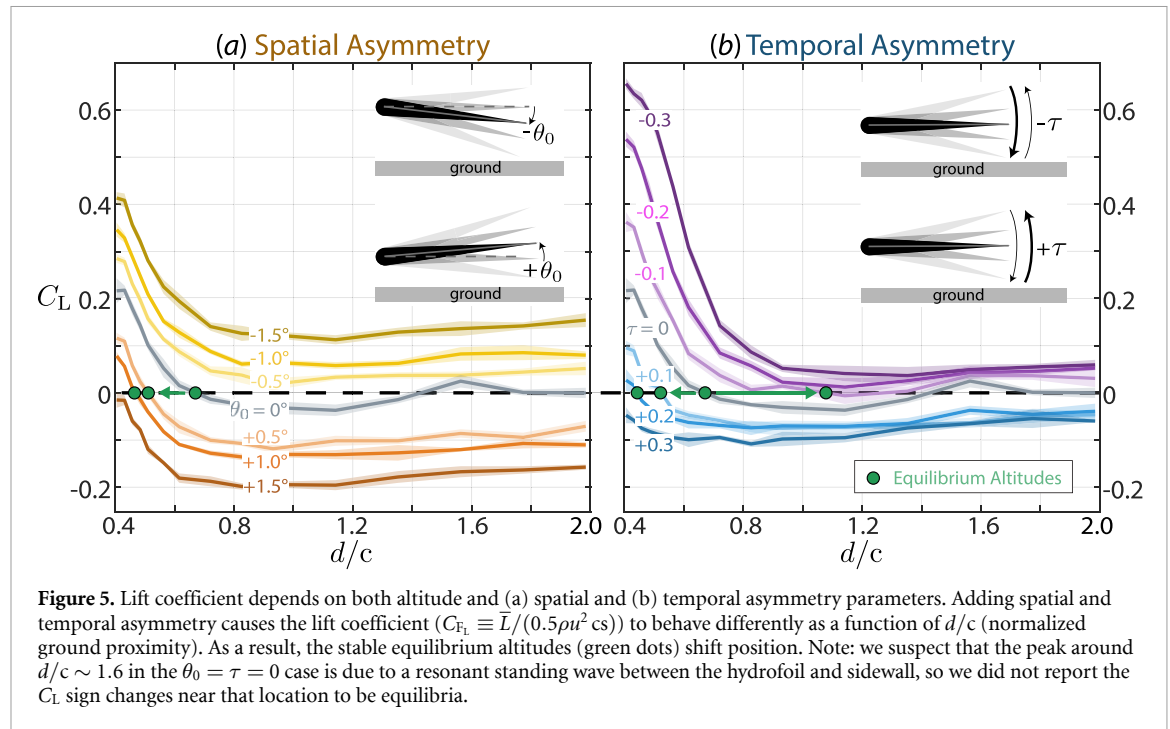 (a) Spatial Asymmetry
(b) Temporal Asymmetry
0.6
0.4
0.2
0
-0.2
C_L
-θ₀
ground
+θ₀
ground
-1.5°
-1.0°
-0.5°
θ₀ = 0°
+0.5°
+1.0°
+1.5°
0.4 0.8 1.2 1.6 2.0
d/c
-0.3
-0.2
-0.1
τ = 0
+0.1
+0.2
+0.3
-τ
ground
+τ
ground
Equilibrium Altitudes
0.6
0.4
0.2
0
-0.2
0.4 0.8 1.2 1.6 2.0
d/c
Figure 5. Lift coefficient depends on both altitude and (a) spatial and (b) temporal asymmetry parameters. Adding spatial and
temporal asymmetry causes the lift coefficient (C_{F_L} ≡ L̄/(0.5ρu² cs)) to behave differently as a function of d/c (normalized
ground proximity). As a result, the stable equilibrium altitudes (green dots) shift position. Note: we suspect that the peak around
d/c ∼ 1.6 in the θ₀ = τ = 0 case is due to a resonant standing wave between the hydrofoil and sidewall, so we did not report the
C_L sign changes near that location to be equilibria.